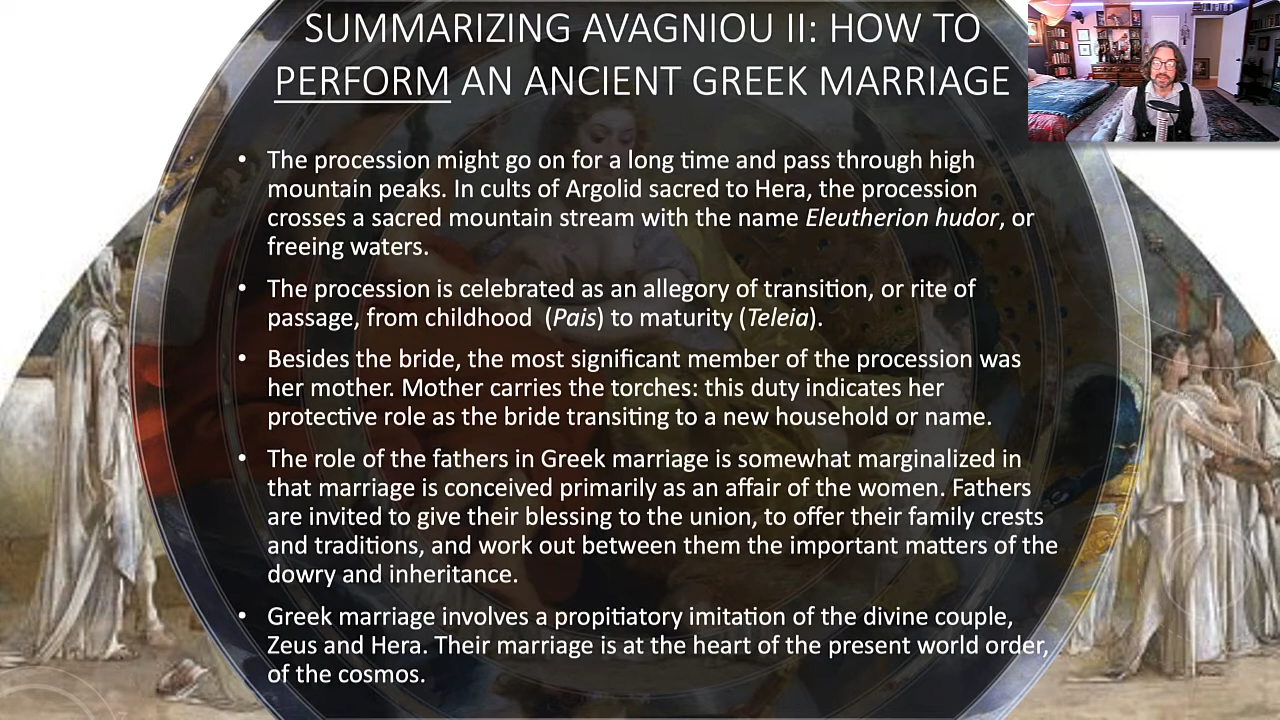 SUMMARIZING AVAGNIOU II: HOW TO
PERFORM AN ANCIENT GREEK MARRIAGE
• The procession might go on for a long time and pass through high
mountain peaks. In cults of Argolid sacred to Hera, the procession
crosses a sacred mountain stream with the name Eleutherion hudor, or
freeing waters.
• The procession is celebrated as an allegory of transition, or rite of
passage, from childhood (Pais) to maturity (Teleia).
• Besides the bride, the most significant member of the procession was
her mother. Mother carries the torches: this duty indicates her
protective role as the bride transiting to a new household or name.
• The role of the fathers in Greek marriage is somewhat marginalized in
that marriage is conceived primarily as an affair of the women. Fathers
are invited to give their blessing to the union, to offer their family crests
and traditions, and work out between them the important matters of the
dowry and inheritance.
• Greek marriage involves a propitiatory imitation of the divine couple,
Zeus and Hera. Their marriage is at the heart of the present world order,
of the cosmos.